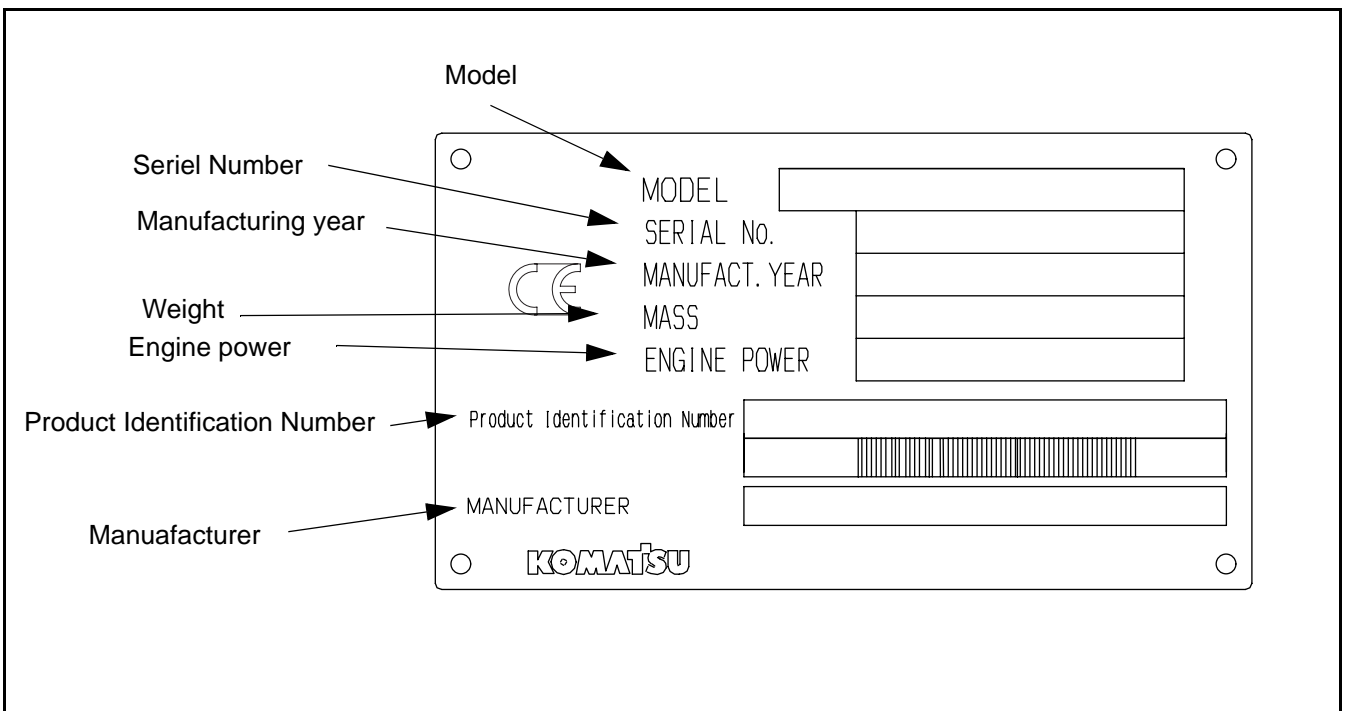 Model
Seriel Number
MODEL
Manufacturing year
SERIAL No.
MANUFACT. YEAR
CE
Weight
MASS
Engine power
ENGINE POWER
Product Identification Number
Product Identification Number
MANUFACTURER
Manuafacturer
KOMATSU